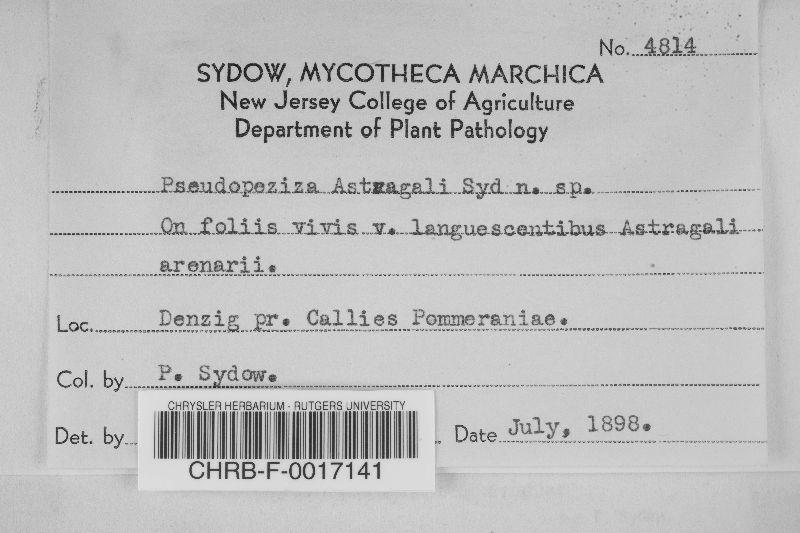 No. 4814
SYDOW, MYCOTHECA MARCHICA
New Jersey College of Agriculture
Department of Plant Pathology
Pseudopeziza Astragali Syd n. sp.
On foliis vivis v. languescentibus Astragali
arenarii.
Loc. Denzig pr. Callies Pommeraniae.
Col. by P. Sydow.
Det. by Date July, 1898.
CHRYSLER HERBARIUM - RUTGERS UNIVERSITY
CHRB-F-0017141